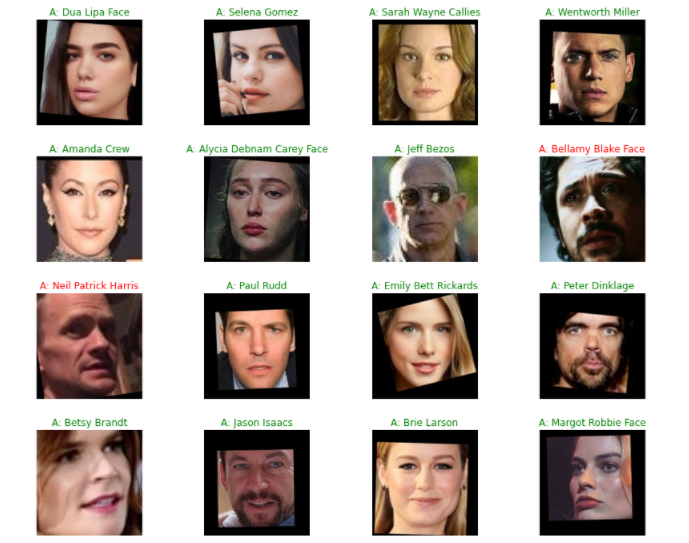 A: Dua Lipa Face
A: Selena Gomez
A: Sarah Wayne Callies
A: Wentworth Miller
A: Amanda Crew
A: Alycia Debnam Carey Face
A: Jeff Bezos
A: Bellamy Blake Face
A: Neil Patrick Harris
A: Paul Rudd
A: Emily Bett Rickards
A: Peter Dinklage
A: Betsy Brandt
A: Jason Isaacs
A: Brie Larson
A: Margot Robbie Face